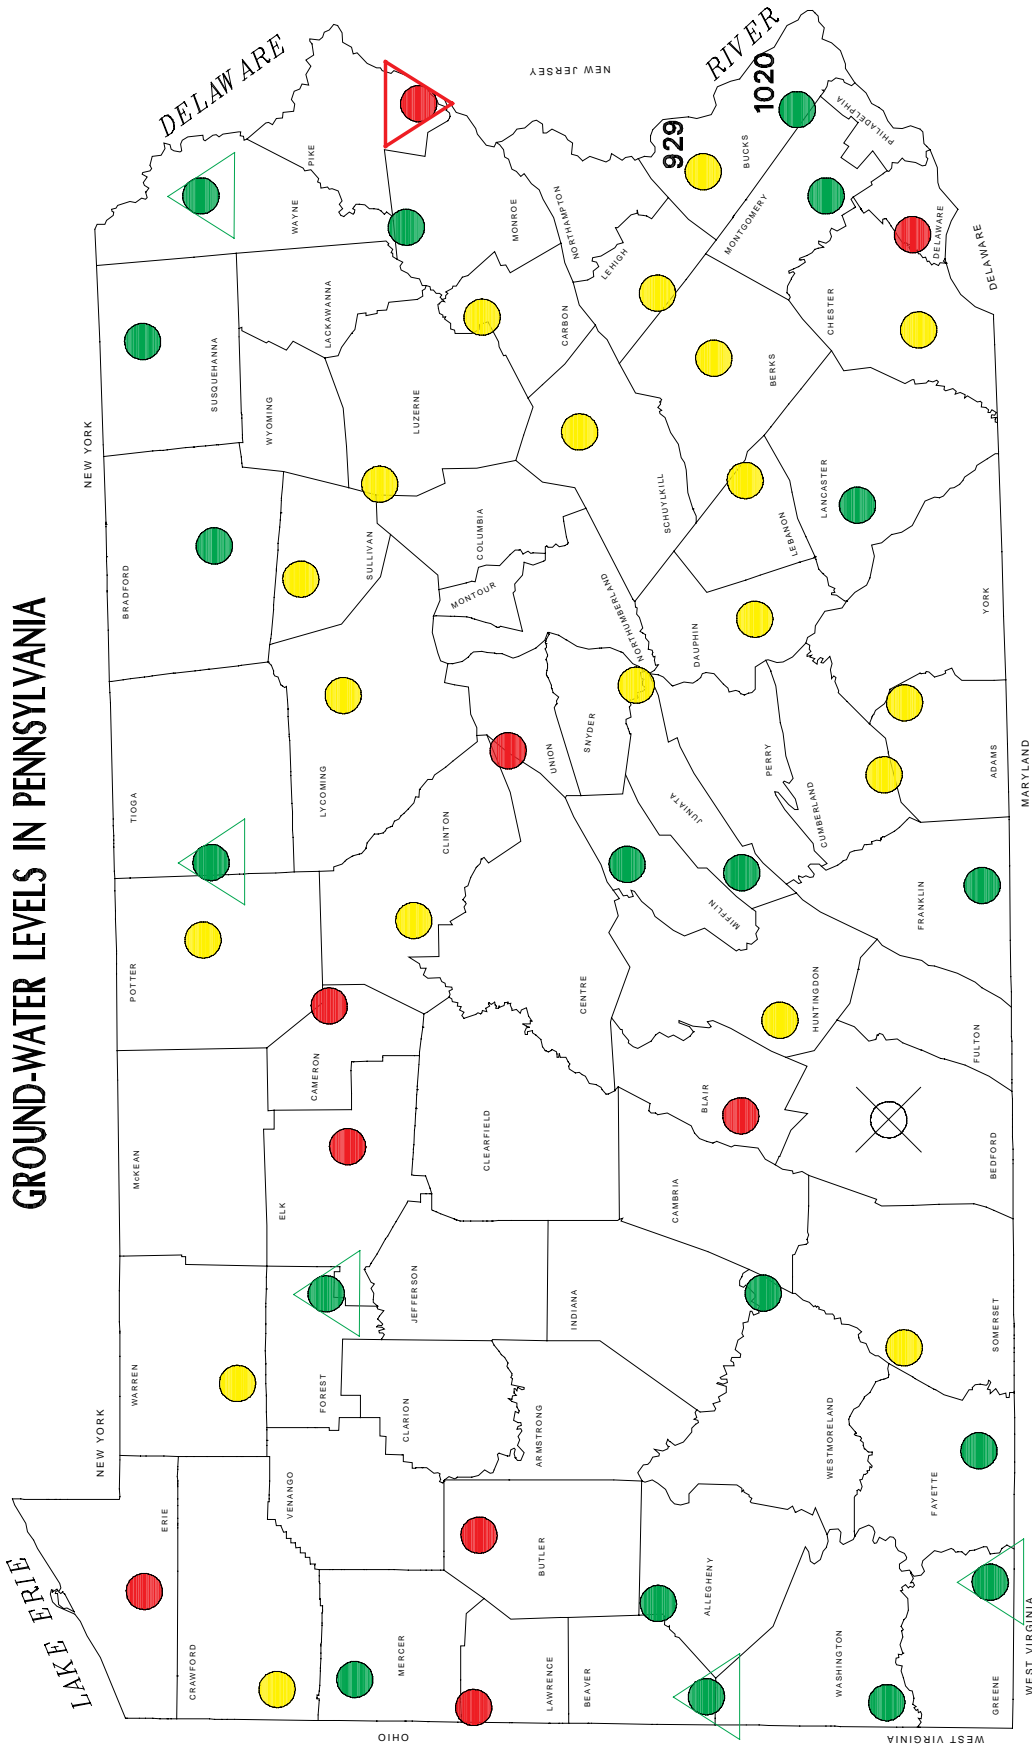 GROUND-WATER LEVELS IN PENNSYLVANIA
LAKE ERIE
NEW YORK
NEW YORK
DELAWARE
RIVER
NEW JERSEY
ERIE
WARREN
McKEAN
POTTER
TIOGA
BRADFORD
SUSQUEHANNA
WAYNE
PIKE
CRAWFORD
VENANGO
FOREST
ELK
CAMERON
LYCOMING
SULLIVAN
WYOMING
LACKAWANNA
MERCER
CLARION
JEFFERSON
CLINTON
COLUMBIA
MONTOUR
LUZERNE
MONROE
LAWRENCE
BUTLER
ARMSTRONG
CLEARFIELD
CENTRE
UNION
SNYDER
NORTHUMBERLAND
CARBON
NORTHAMPTON
LEHIGH
BEAVER
INDIANA
JUNIATA
MIFFLIN
DAUPHIN
SCHUYLKILL
BERKS
BUCKS
929
1020
MONTGOMERY
PHILADELPHIA
ALLEGHENY
CAMBRIA
BLAIR
PERRY
LEBANON
WASHINGTON
WESTMORELAND
HUNTINGDON
CUMBERLAND
LANCASTER
CHESTER
DELAWARE
DELAWARE
GREENE
FAYETTE
SOMERSET
BEDFORD
FULTON
FRANKLIN
ADAMS
YORK
OHIO
WEST VIRGINIA
WEST VIRGINIA
MARYLAND